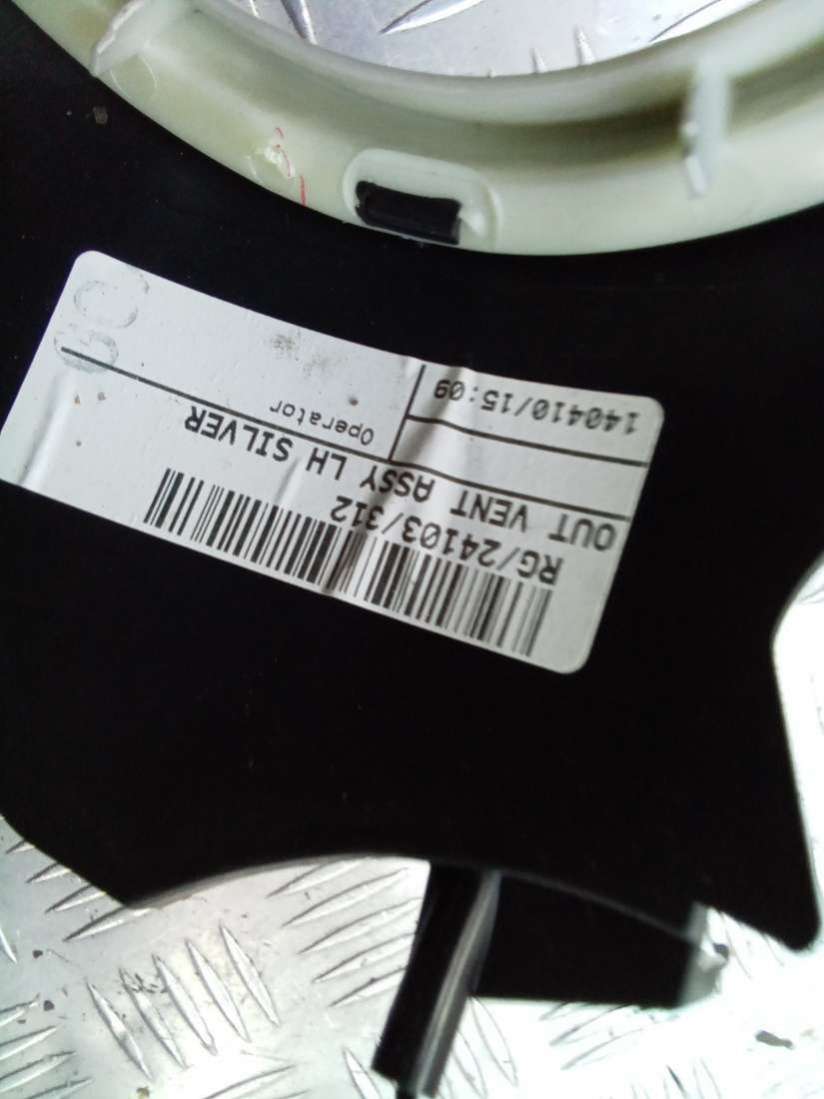 RG/24103/312
OUT VENT ASSY LH SILVER
140410/15:09
Operator